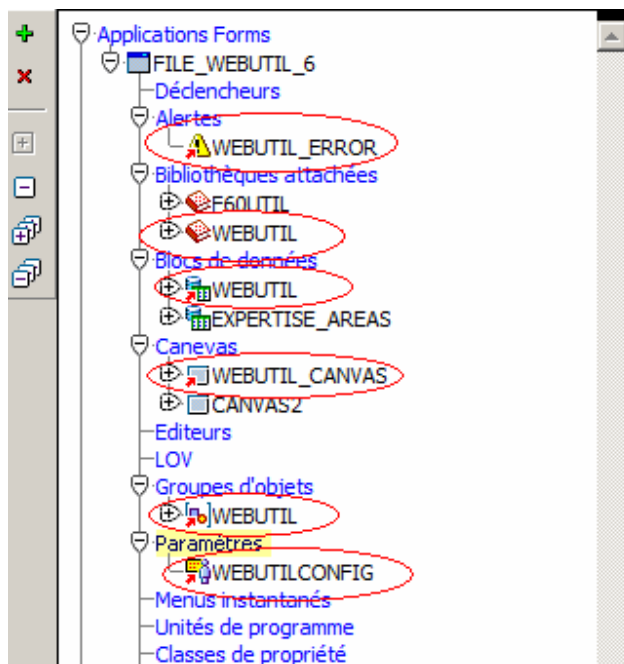 Applications Forms
FILE_WEBUTIL_6
Déclencheurs
Alertes
WEBUTIL_ERROR
Bibliothèques attachées
F60UTIL
WEBUTIL
Blocs de données
WEBUTIL
EXPERTISE_AREAS
Canevas
WEBUTIL_CANVAS
CANVAS2
Editeurs
LOV
Groupes d'objets
WEBUTIL
Paramètres
WEBUTILCONFIG
Menus instantanés
Unités de programme
Classes de propriété